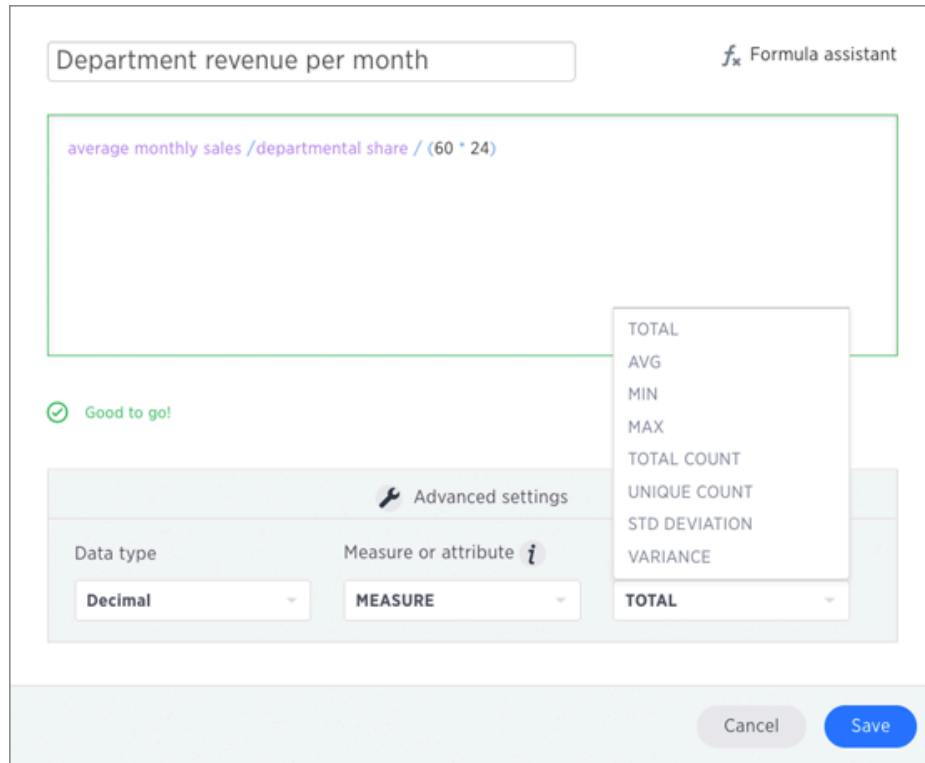 Department revenue per month
fx Formula assistant
average monthly sales /departmental share / (60 * 24)
Good to go!
Advanced settings
Data type
Measure or attribute i
Decimal
MEASURE
TOTAL
AVG
MIN
MAX
TOTAL COUNT
UNIQUE COUNT
STD DEVIATION
VARIANCE
TOTAL
Cancel
Save